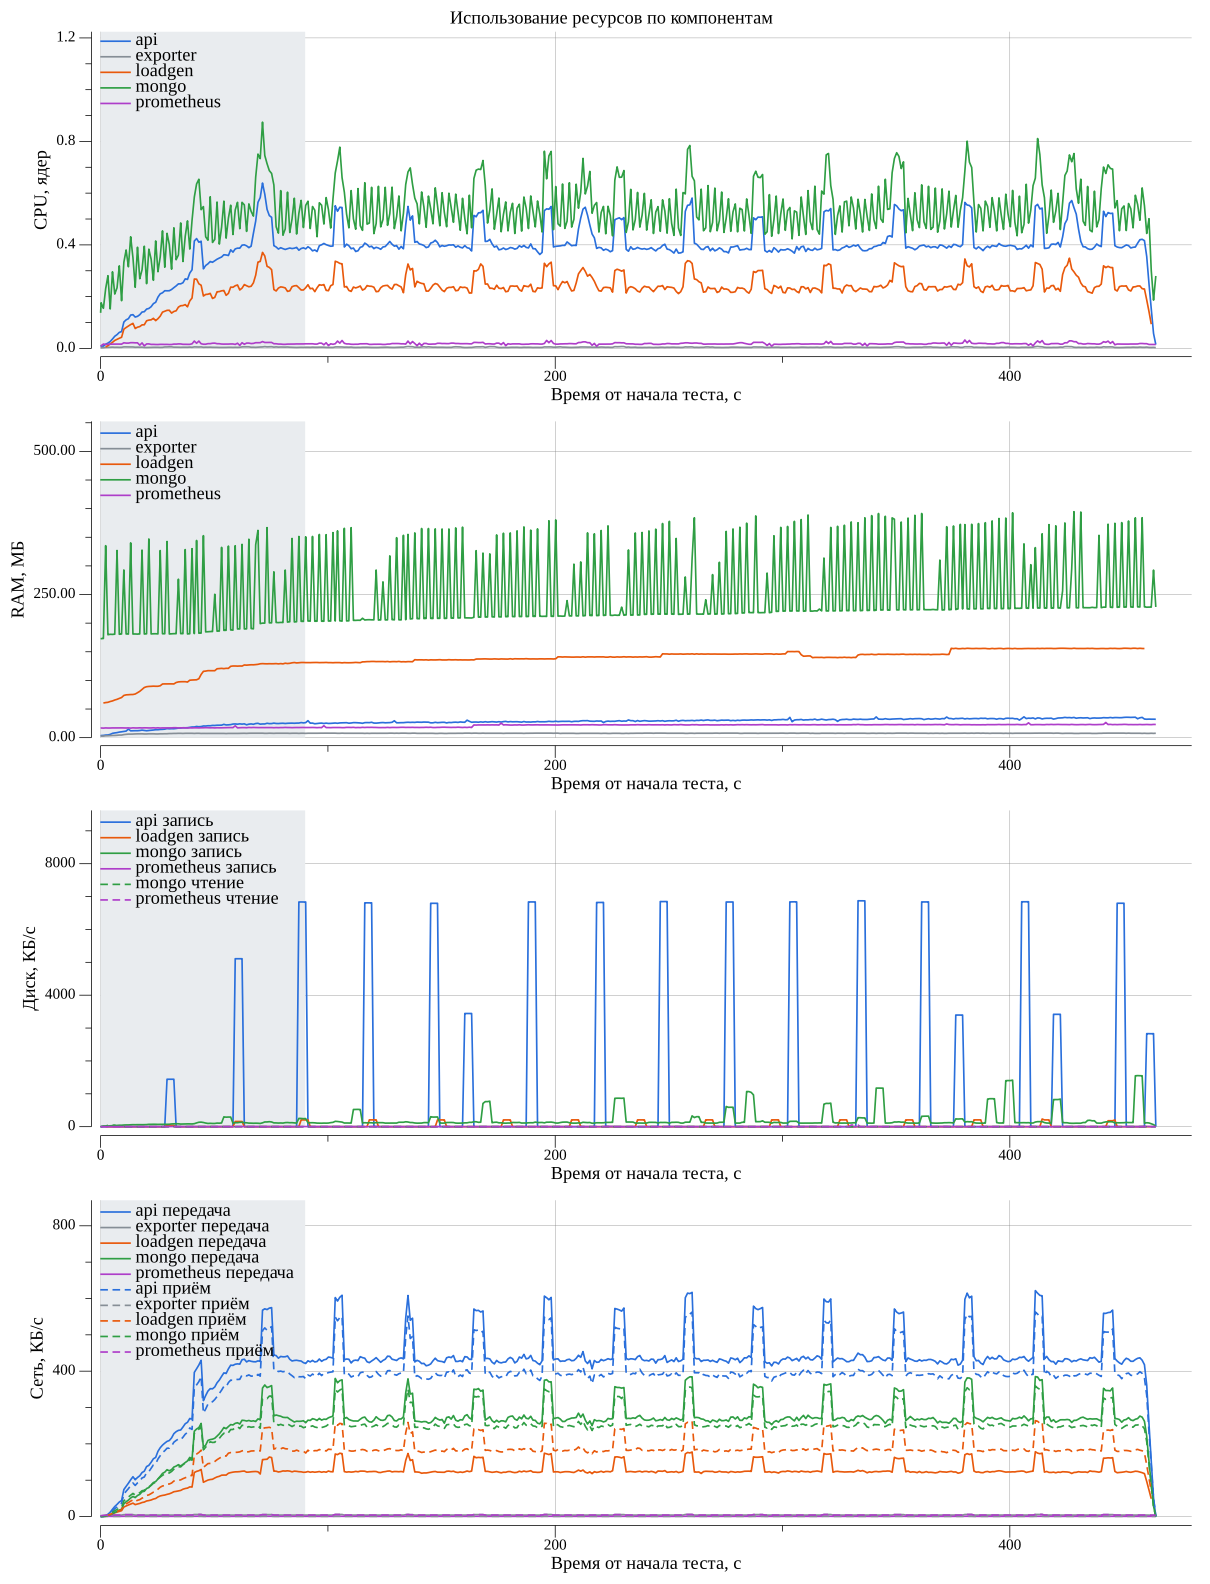 Использование ресурсов по компонентам
1.2
0.8
0.4
0.0
CPU, ядер
api
exporter
loadgen
mongo
prometheus
0
200
400
Время от начала теста, с
500.00
250.00
0.00
RAM, МБ
api
exporter
loadgen
mongo
prometheus
0
200
400
Время от начала теста, с
8000
4000
0
Диск, КБ/с
api запись
loadgen запись
mongo запись
prometheus запись
mongo чтение
prometheus чтение
0
200
400
Время от начала теста, с
800
400
0
Сеть, КБ/с
api передача
exporter передача
loadgen передача
mongo передача
prometheus передача
api приём
exporter приём
loadgen приём
mongo приём
prometheus приём
0
200
400
Время от начала теста, с